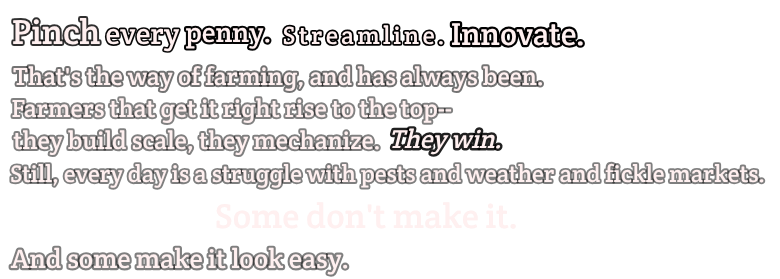 Pinch every penny. Streamline. Innovate.
That's the way of farming, and has always been.
Farmers that get it right rise to the top--
they build scale, they mechanize. They win.
Still, every day is a struggle with pests and weather and fickle markets.
Some don't make it.
And some make it look easy.